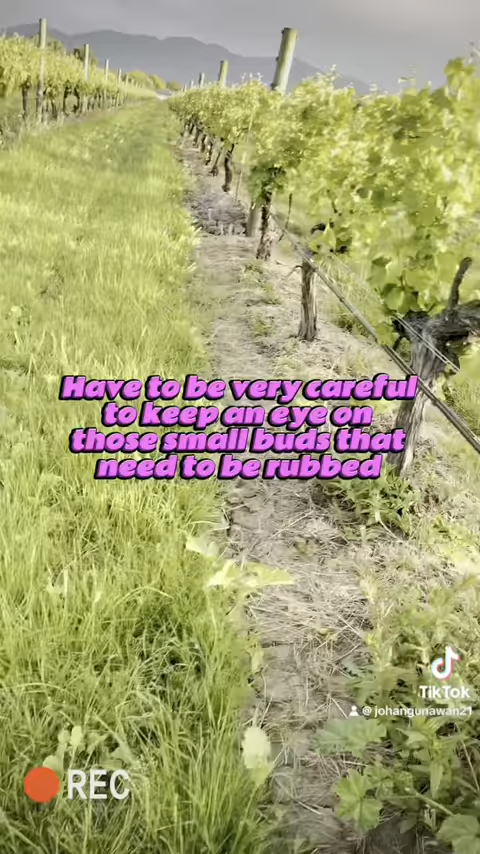 Have to be very careful
to keep an eye on
those small buds that
need to be rubbed
TikTok
@johangunawan21
REC